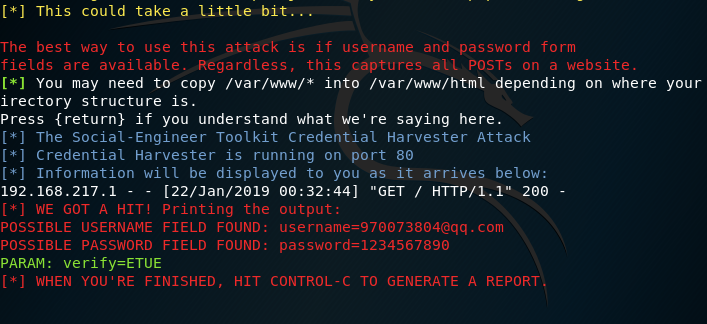 [*] This could take a little bit...
The best way to use this attack is if username and password form
fields are available. Regardless, this captures all POSTs on a website.
[*] You may need to copy /var/www/* into /var/www/html depending on where your
irectory structure is.
Press {return} if you understand what we're saying here.
[*] The Social-Engineer Toolkit Credential Harvester Attack
[*] Credential Harvester is running on port 80
[*] Information will be displayed to you as it arrives below:
192.168.217.1 - - [22/Jan/2019 00:32:44] "GET / HTTP/1.1" 200 -
[*] WE GOT A HIT! Printing the output:
POSSIBLE USERNAME FIELD FOUND: username=970073804@qq.com
POSSIBLE PASSWORD FIELD FOUND: password=1234567890
PARAM: verify=ETUE
[*] WHEN YOU'RE FINISHED, HIT CONTROL-C TO GENERATE A REPORT.